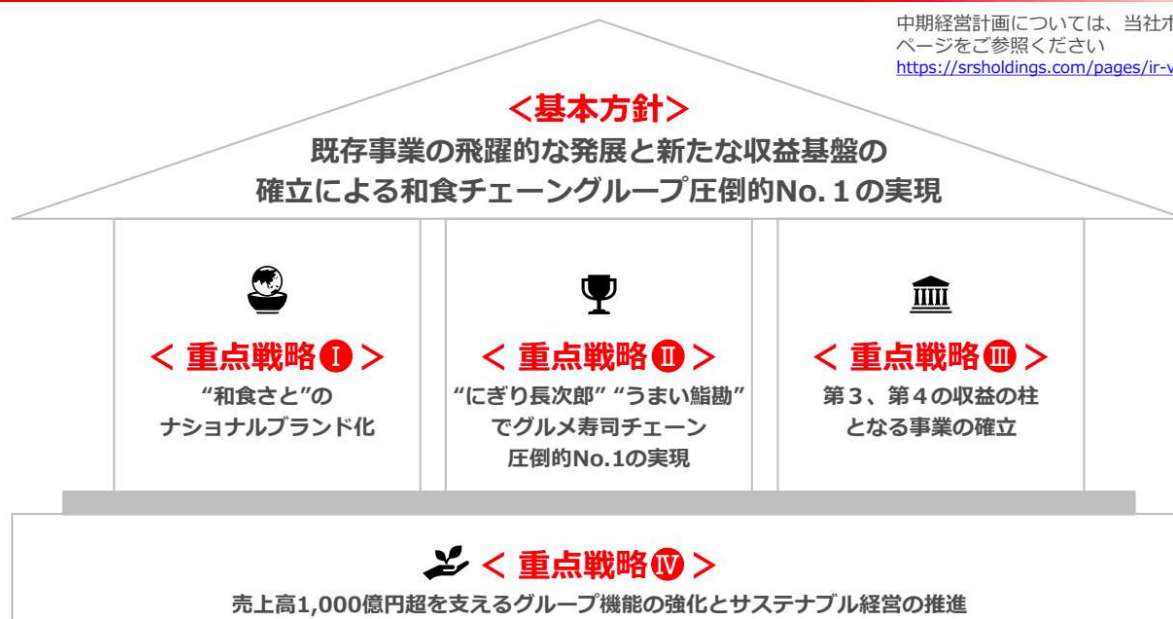 中期経営計画については、当社ホ
ページをご参照ください
https://srsholdings.com/pages/ir-v
＜基本方針＞
既存事業の飛躍的な発展と新たな収益基盤の
確立による和食チェーングループ圧倒的No.１の実現
＜ 重点戦略Ⅰ ＞
“和食さと”の
ナショナルブランド化
＜ 重点戦略Ⅱ ＞
“にぎり長次郎” “うまい鮨勘”
でグルメ寿司チェーン
圧倒的No.1の実現
＜ 重点戦略Ⅲ ＞
第３、第４の収益の柱
となる事業の確立
＜ 重点戦略Ⅳ ＞
売上高1,000億円超を支えるグループ機能の強化とサステナブル経営の推進